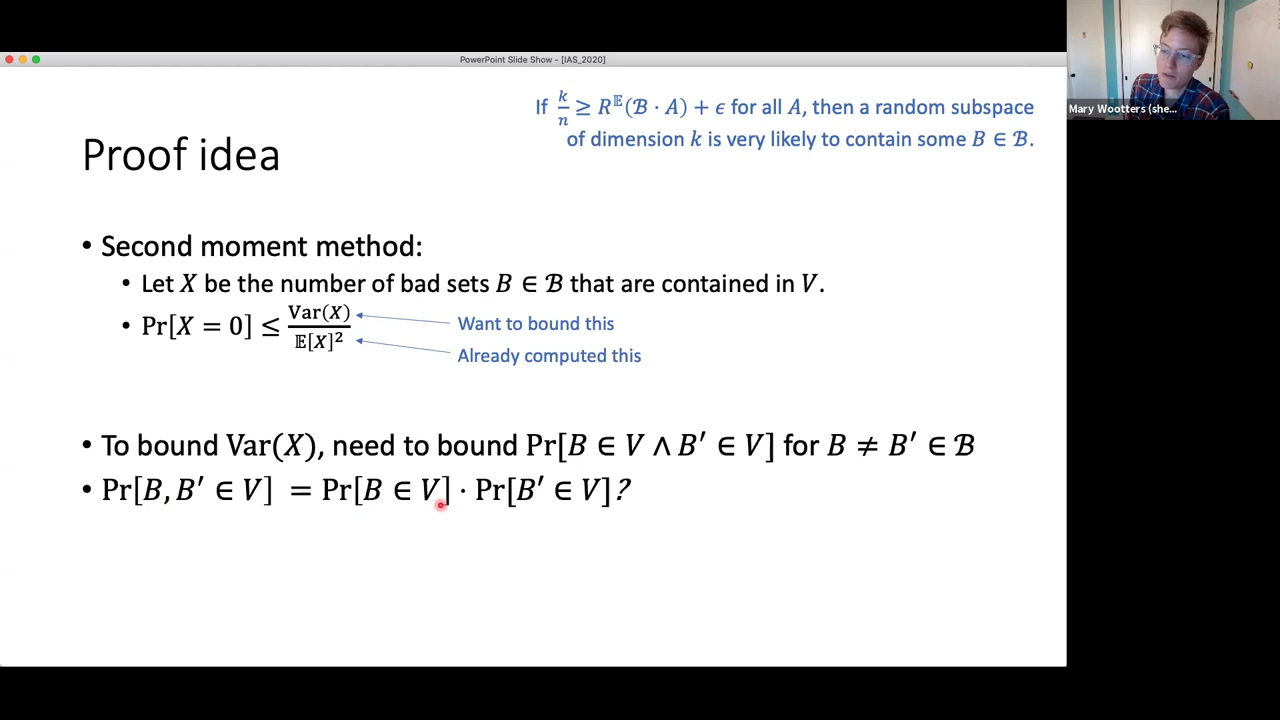 PowerPoint Slide Show - [IAS_2020]
Mary Wootters (she...
If k/n ≥ R^𝔼(ℬ · A) + ϵ for all A, then a random subspace
of dimension k is very likely to contain some B ∈ ℬ.
Proof idea
• Second moment method:
• Let X be the number of bad sets B ∈ ℬ that are contained in V.
• Pr[X = 0] ≤ Var(X)/𝔼[X]²
Want to bound this
Already computed this
• To bound Var(X), need to bound Pr[B ∈ V ∧ B′ ∈ V] for B ≠ B′ ∈ ℬ
• Pr[B, B′ ∈ V] = Pr[B ∈ V] · Pr[B′ ∈ V]?